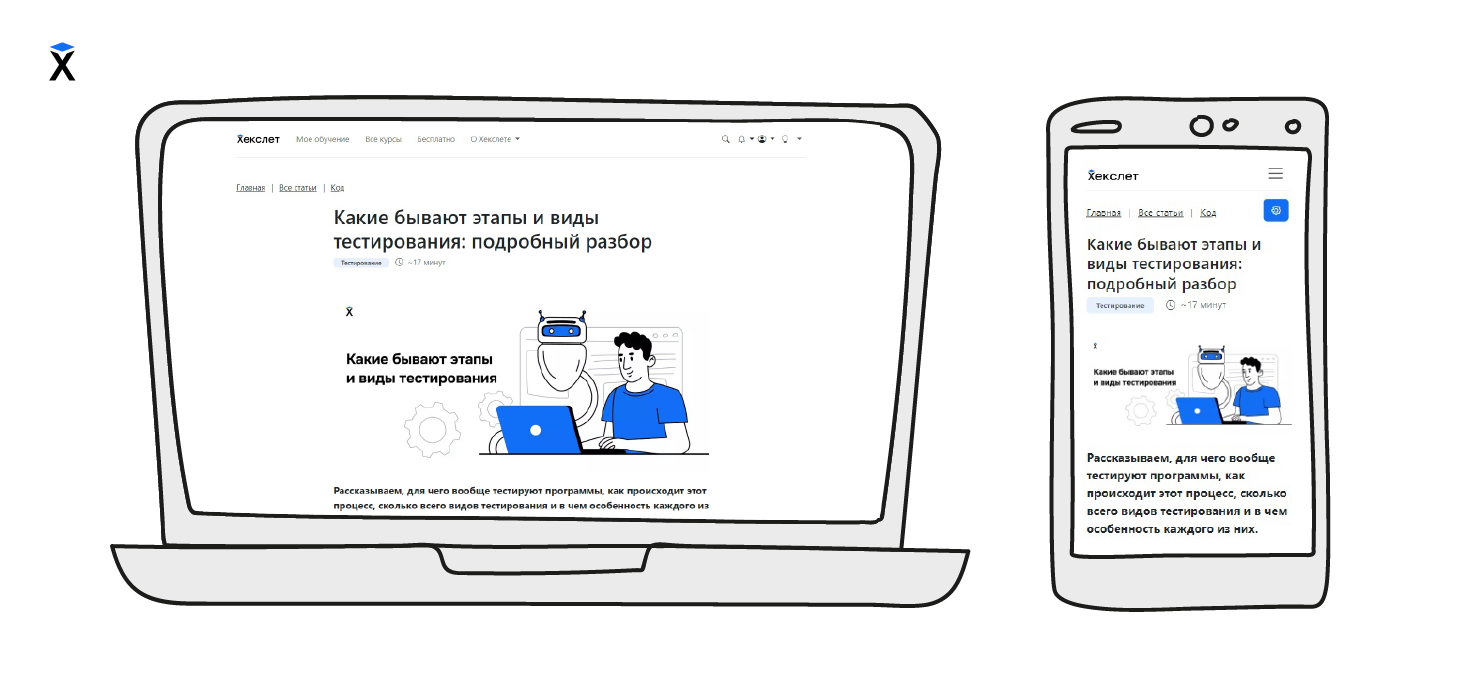 Хекслет Мое обучение Все курсы Бесплатно О Хекслете
Главная | Все статьи | Код
Какие бывают этапы и виды
тестирования: подробный разбор
Тестирование ~17 минут
Какие бывают этапы
и виды тестирования
Рассказываем, для чего вообще тестируют программы, как происходит этот
процесс, сколько всего видов тестирования и в чем особенность каждого из
Хекслет
Главная | Все статьи | Код
Какие бывают этапы и
виды тестирования:
подробный разбор
Тестирование ~17 минут
Какие бывают этапы
и виды тестирования
Рассказываем, для чего вообще
тестируют программы, как
происходит этот процесс, сколько
всего видов тестирования и в чем
особенность каждого из них.